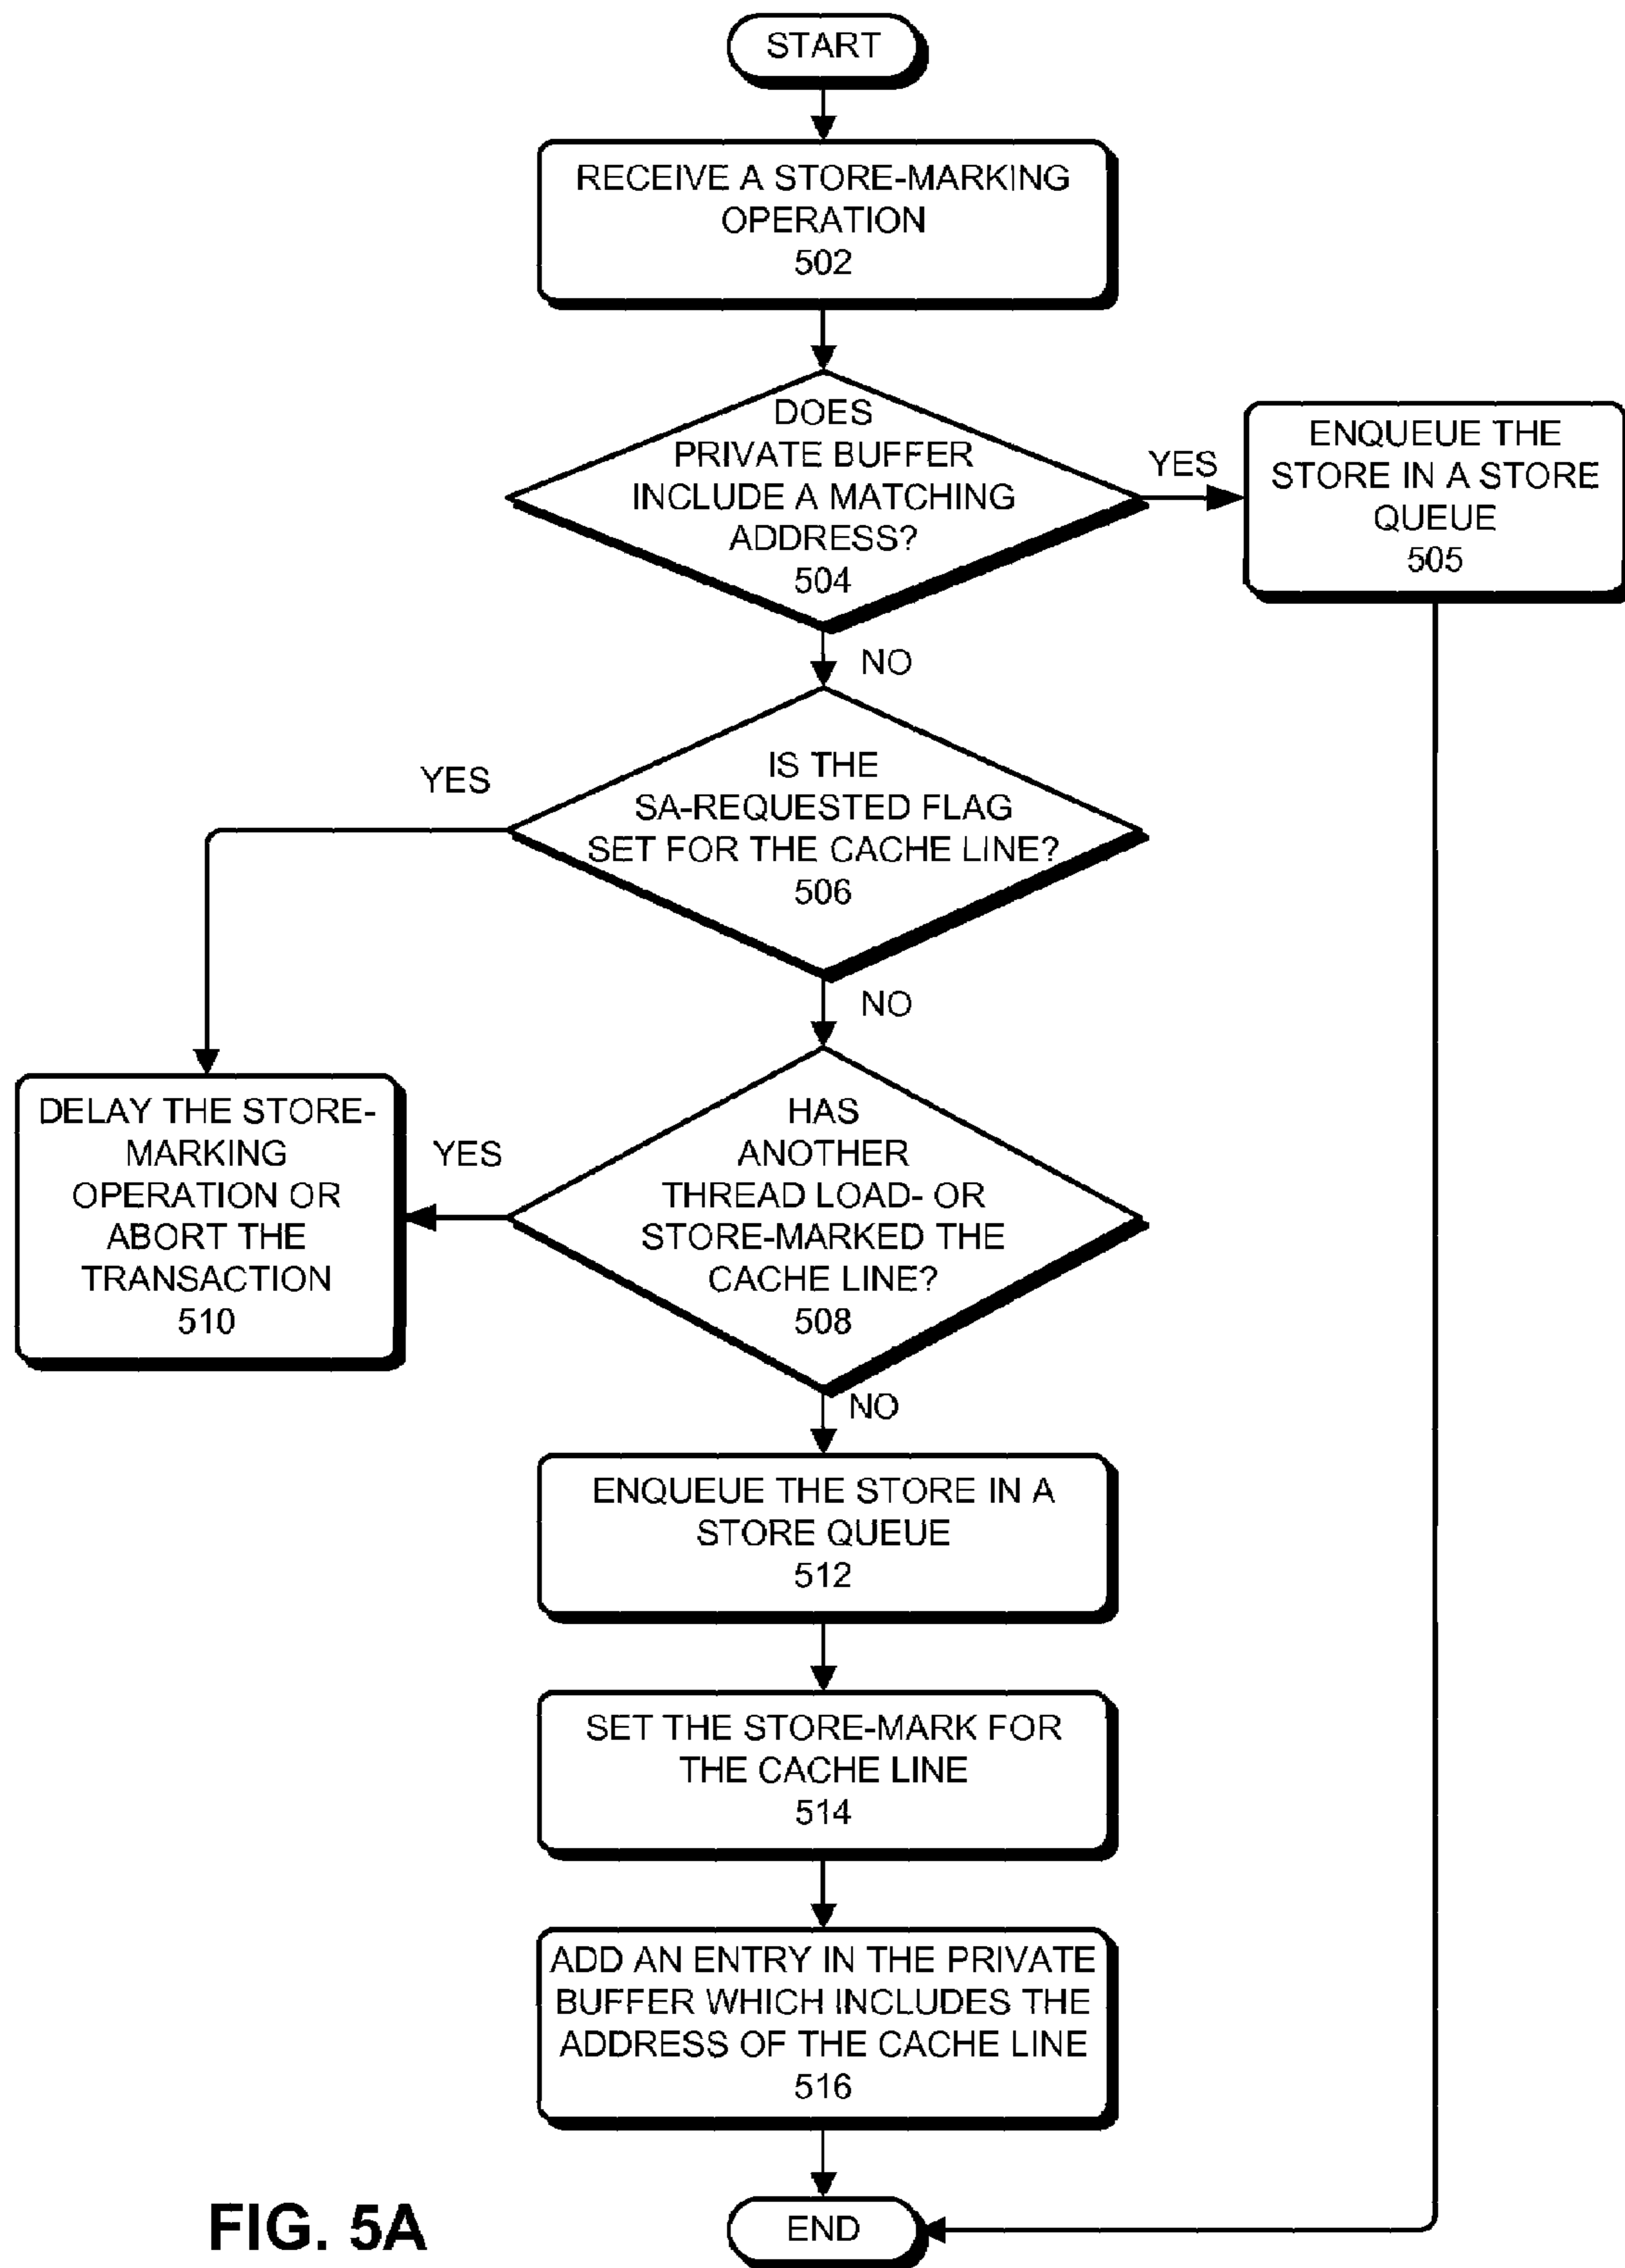 START
RECEIVE A STORE-MARKING
OPERATION
502
DOES
PRIVATE BUFFER
INCLUDE A MATCHING
ADDRESS?
504
YES
ENQUEUE THE
STORE IN A STORE
QUEUE
505
NO
IS THE
SA-REQUESTED FLAG
SET FOR THE CACHE LINE?
506
YES
NO
HAS
ANOTHER
THREAD LOAD- OR
STORE-MARKED THE
CACHE LINE?
508
YES
DELAY THE STORE-
MARKING
OPERATION OR
ABORT THE
TRANSACTION
510
NO
ENQUEUE THE STORE IN A
STORE QUEUE
512
SET THE STORE-MARK FOR
THE CACHE LINE
514
ADD AN ENTRY IN THE PRIVATE
BUFFER WHICH INCLUDES THE
ADDRESS OF THE CACHE LINE
516
END
FIG. 5A